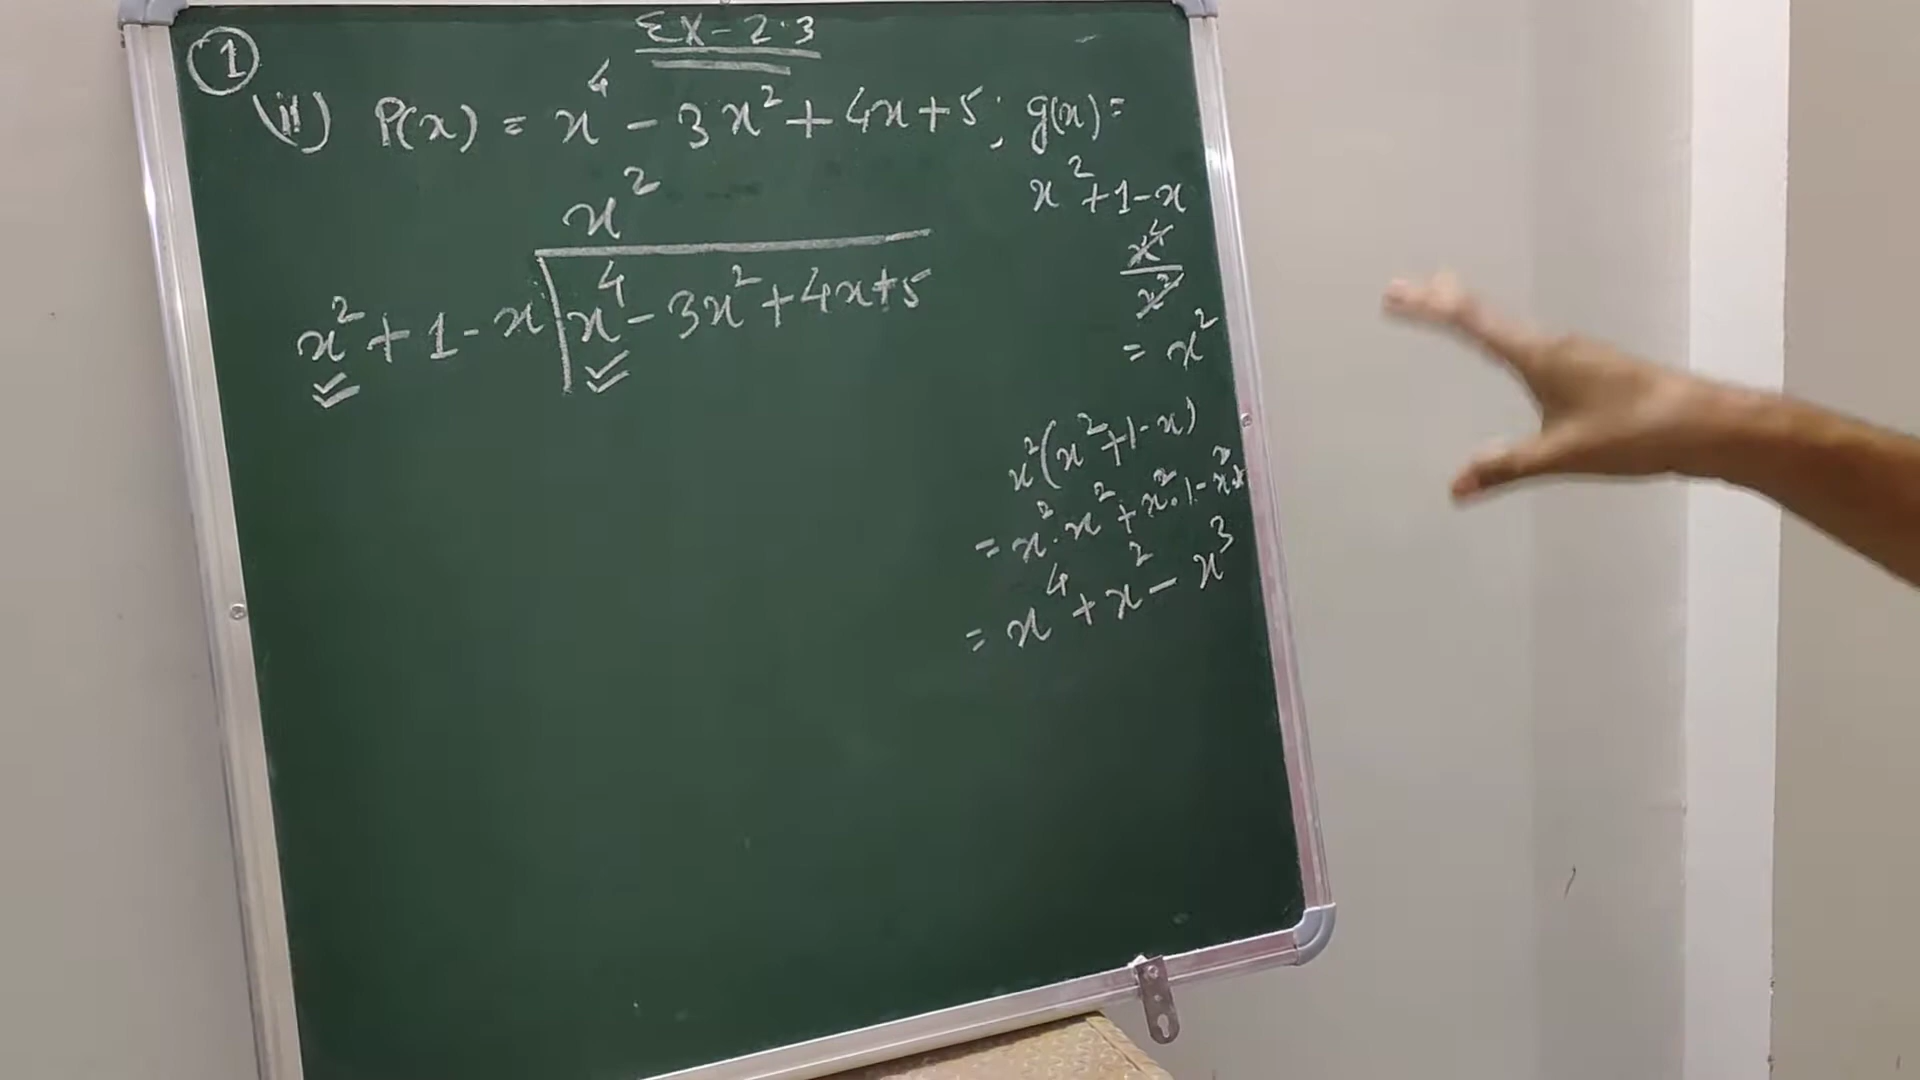 Ex-2.3
① (ii) P(x) = x⁴ - 3x² + 4x + 5; g(x) =
x² + 1 - x
x²
x² + 1 - x x⁴ - 3x² + 4x + 5
x⁴
x²
= x²
x²(x² + 1 - x)
= x².x² + x².1 - x².x
= x⁴ + x² - x³